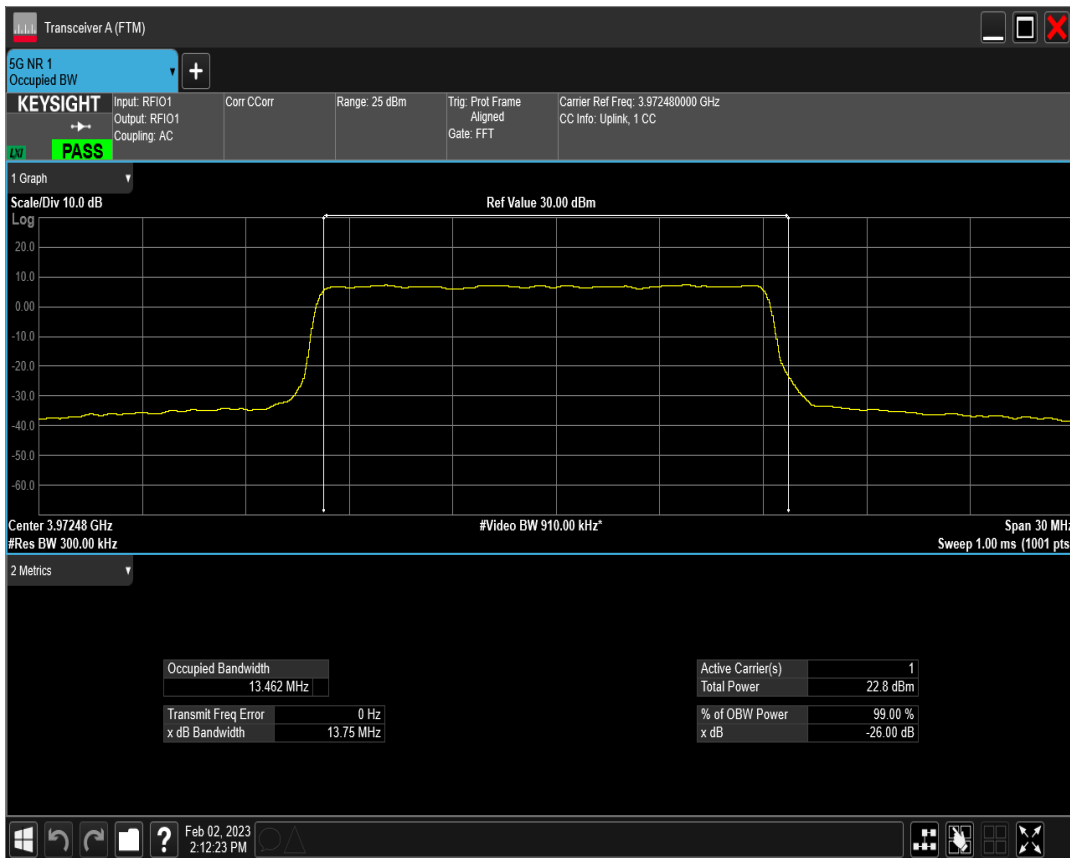 Transceiver A (FTM)
5G NR 1
Occupied BW
+
KEYSIGHT
LXI
PASS
Input: RFIO1
Output: RFIO1
Coupling: AC
Corr CCorr
Range: 25 dBm
Trig: Prot Frame
Aligned
Gate: FFT
Carrier Ref Freq: 3.972480000 GHz
CC Info: Uplink, 1 CC
1 Graph
Scale/Div 10.0 dB
Ref Value 30.00 dBm
Log
20.0
10.0
0.00
-10.0
-20.0
-30.0
-40.0
-50.0
-60.0
Center 3.97248 GHz
#Video BW 910.00 kHz*
Span 30 MHz
#Res BW 300.00 kHz
Sweep 1.00 ms (1001 pts
2 Metrics
Occupied Bandwidth
13.462 MHz
Transmit Freq Error 0 Hz
x dB Bandwidth 13.75 MHz
Active Carrier(s) 1
Total Power 22.8 dBm
% of OBW Power 99.00 %
x dB -26.00 dB
?
Feb 02, 2023
2:12:23 PM